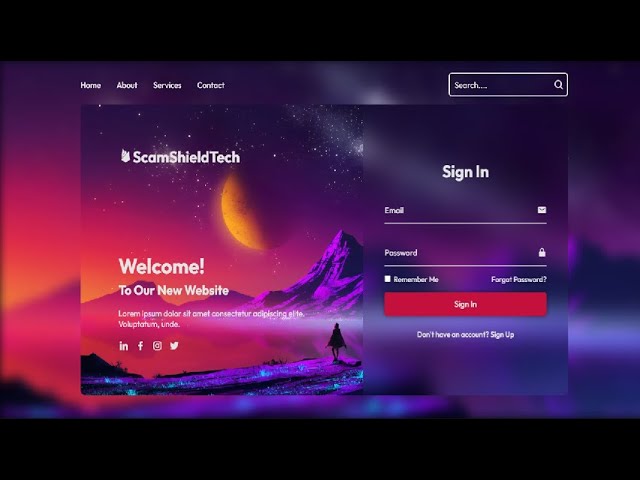 Home About Services Contact
Search....
ScamShieldTech
Welcome!
To Our New Website
Lorem ipsum dolor sit amet consectetur adipiscing elite.
Voluptatum, unde.
Sign In
Email
Password
Remember Me Forgot Password?
Sign In
Don't have an account? Sign Up